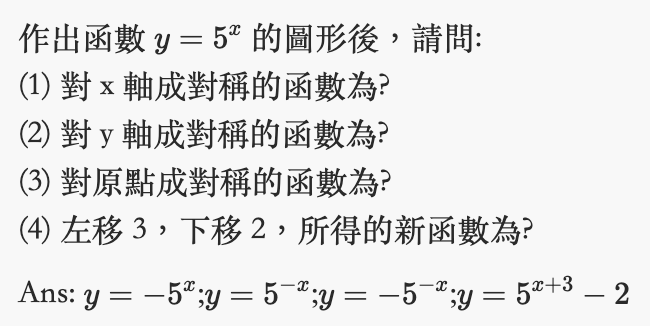 作出函數 y = 5^x 的圖形後，請問:
(1) 對 x 軸成對稱的函數為?
(2) 對 y 軸成對稱的函數為?
(3) 對原點成對稱的函數為?
(4) 左移 3，下移 2，所得的新函數為?
Ans: y = −5^x;y = 5^{−x};y = −5^{−x};y = 5^{x+3} − 2